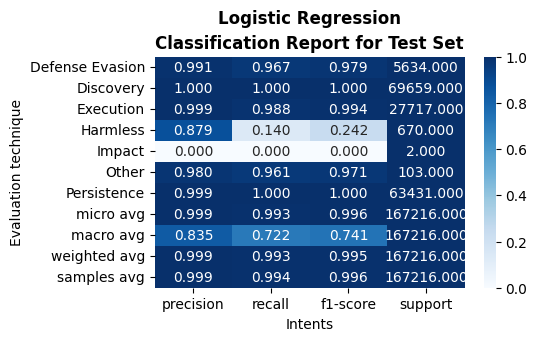 Logistic Regression
Classification Report for Test Set
Defense Evasion 0.991 0.967 0.979 5634.000
Discovery 1.000 1.000 1.000 69659.000
Execution 0.999 0.988 0.994 27717.000
Harmless 0.879 0.140 0.242 670.000
Impact 0.000 0.000 0.000 2.000
Other 0.980 0.961 0.971 103.000
Persistence 0.999 1.000 1.000 63431.000
micro avg 0.999 0.993 0.996 167216.000
macro avg 0.835 0.722 0.741 167216.000
weighted avg 0.999 0.993 0.995 167216.000
samples avg 0.999 0.994 0.996 167216.000
precision recall f1-score support
Intents
Evaluation technique
1.0
0.8
0.6
0.4
0.2
0.0